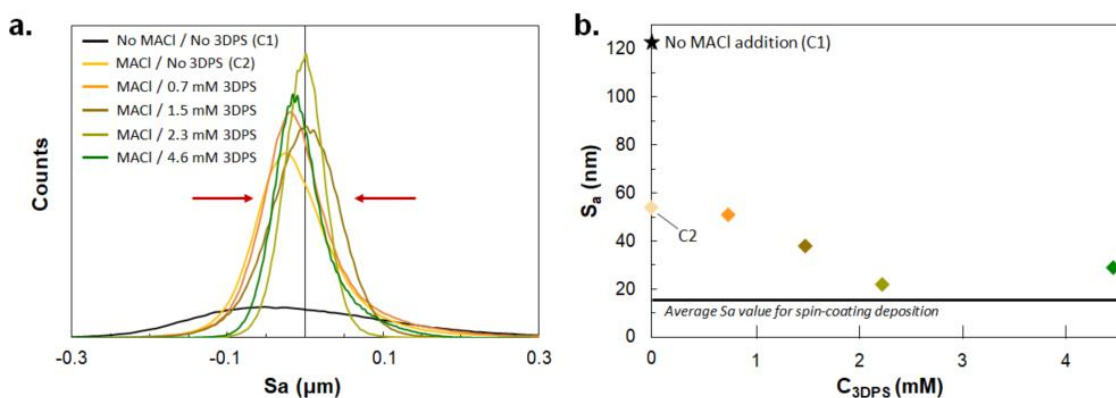 a.
No MACl / No 3DPS (C1)
MACl / No 3DPS (C2)
MACl / 0.7 mM 3DPS
MACl / 1.5 mM 3DPS
MACl / 2.3 mM 3DPS
MACl / 4.6 mM 3DPS
Counts
-0.3
-0.1
0.1
0.3
Sa (µm)
b.
No MACl addition (C1)
C2
Average Sa value for spin-coating deposition
Sa (nm)
120
100
80
60
40
20
0
0
1
2
3
4
C3DPS (mM)